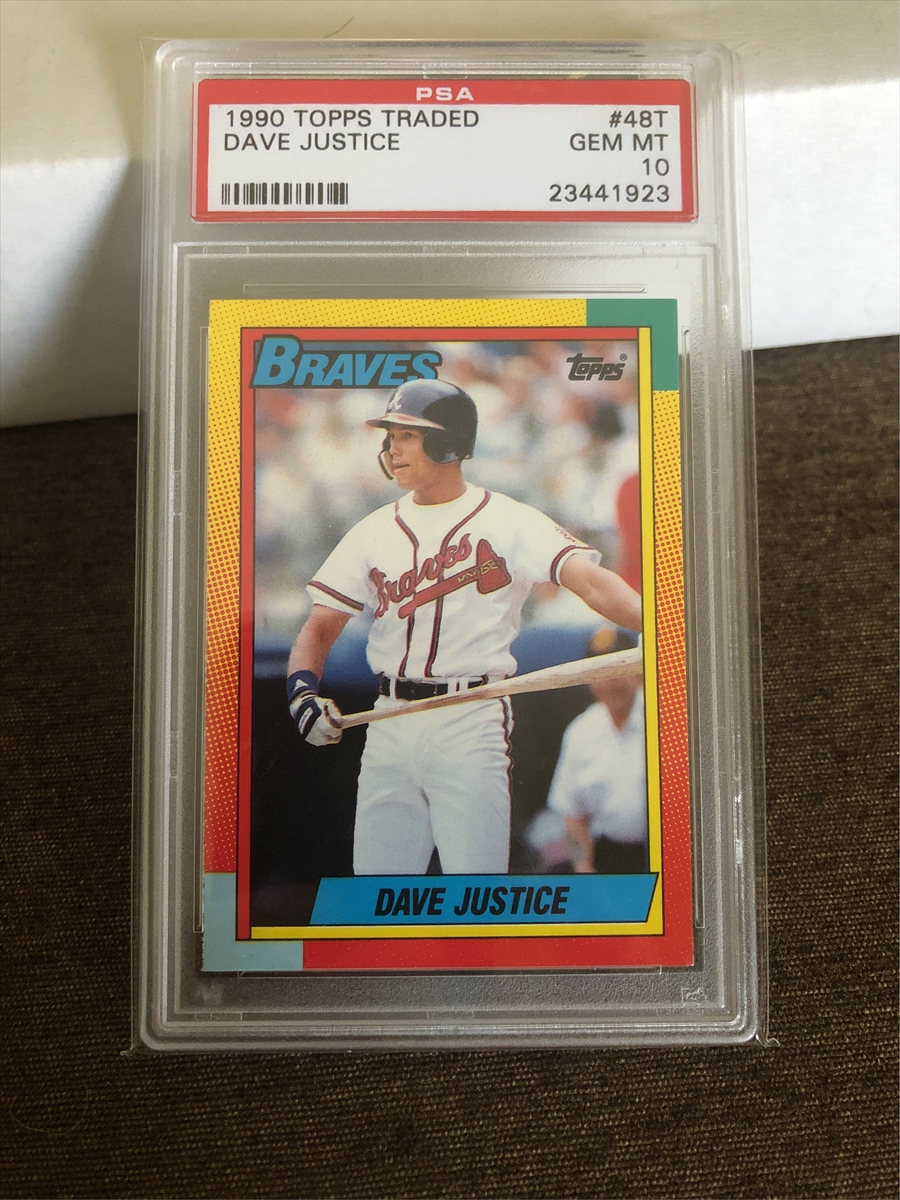 PSA
1990 TOPPS TRADED #48T
DAVE JUSTICE GEM MT
10
23441923
BRAVES
Topps®
A
Braves
DAVE JUSTICE